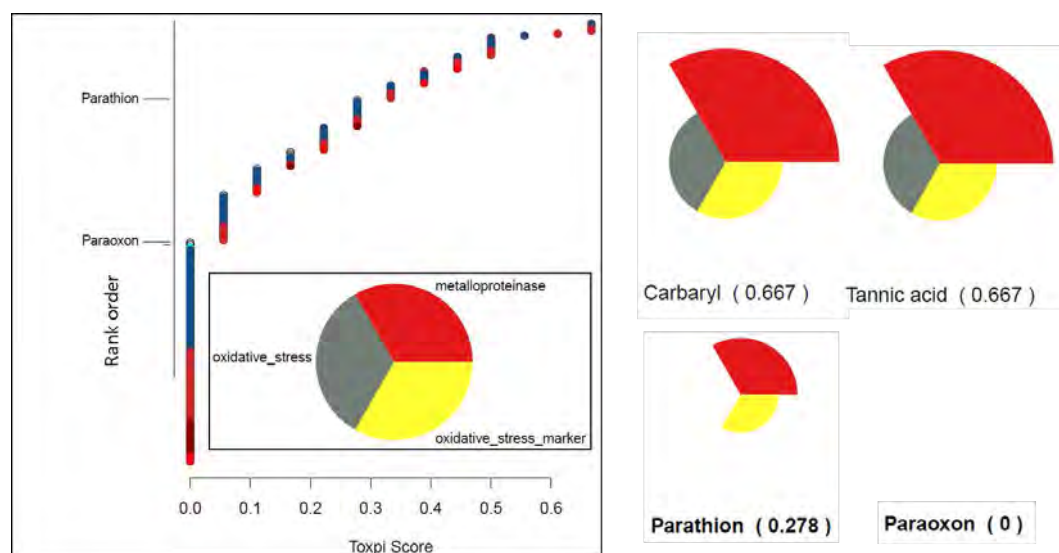 Parathion
Paraoxon
Rank order
metalloproteinase
oxidative_stress
oxidative_stress_marker
0.0 0.1 0.2 0.3 0.4 0.5 0.6
Toxpi Score
Carbaryl ( 0.667 )
Tannic acid ( 0.667 )
Parathion ( 0.278 )
Paraoxon ( 0 )